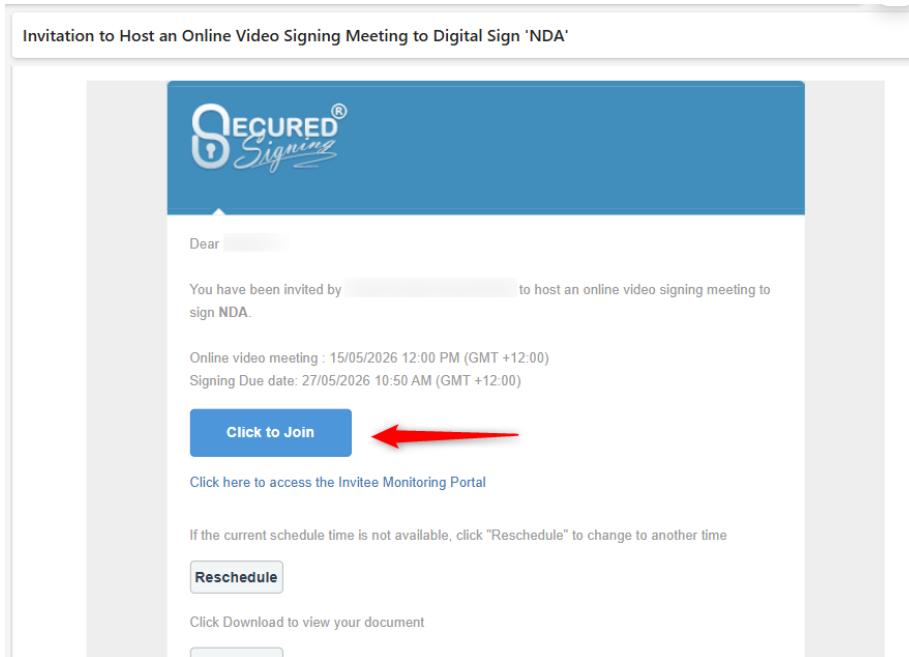 Invitation to Host an Online Video Signing Meeting to Digital Sign 'NDA'
SECURED®
Signing
Dear
You have been invited by to host an online video signing meeting to
sign NDA.
Online video meeting : 15/05/2026 12:00 PM (GMT +12:00)
Signing Due date: 27/05/2026 10:50 AM (GMT +12:00)
Click to Join
Click here to access the Invitee Monitoring Portal
If the current schedule time is not available, click "Reschedule" to change to another time
Reschedule
Click Download to view your document